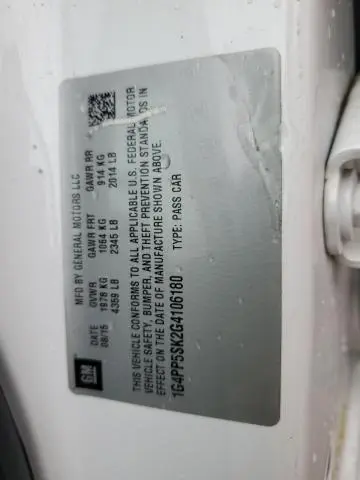 GM
MFD BY GENERAL MOTORS LLC
DATE GVWR GAWR FRT GAWR RR
08/15 1978 KG 1064 KG 914 KG
4359 LB 2345 LB 2014 LB
THIS VEHICLE CONFORMS TO ALL APPLICABLE U.S. FEDERAL MOTOR
VEHICLE SAFETY, BUMPER, AND THEFT PREVENTION STANDARDS IN
EFFECT ON THE DATE OF MANUFACTURE SHOWN ABOVE.
1G4PP5SK2G4106180 TYPE: PASS CAR